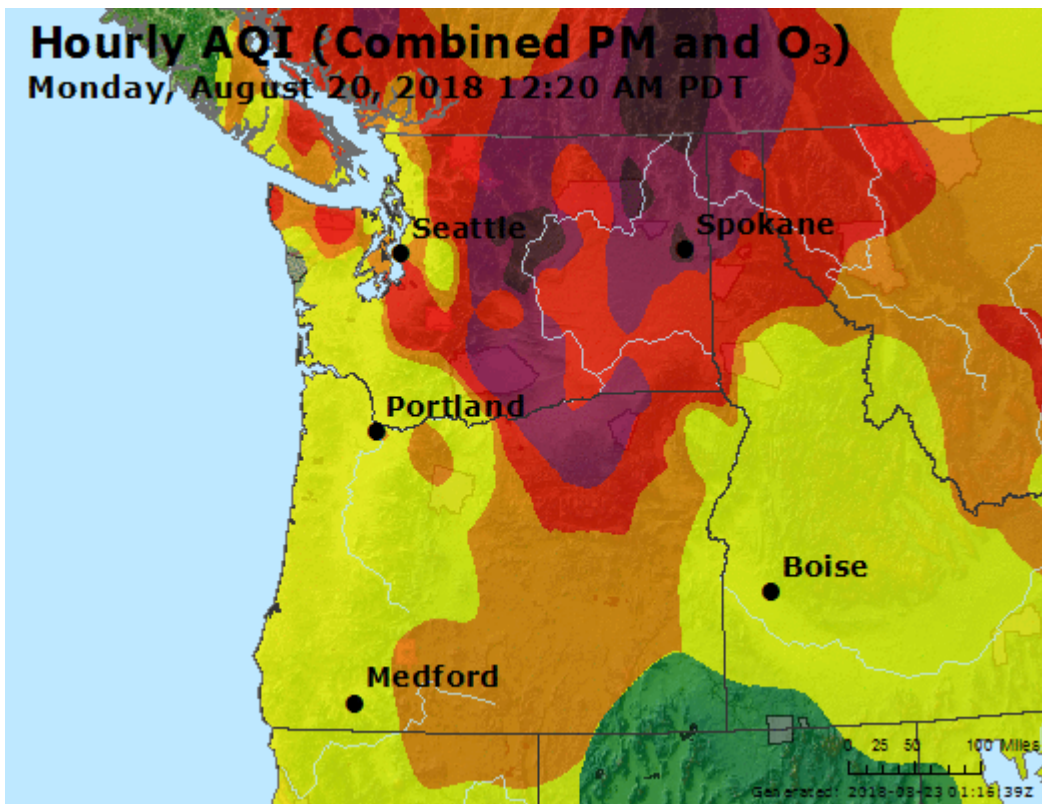 Hourly AQI (Combined PM and O₃)
Monday, August 20, 2018 12:20 AM PDT
Seattle
Spokane
Portland
Boise
Medford
0 25 50 100 Miles
Generated: 2018-08-23 01:16:39Z